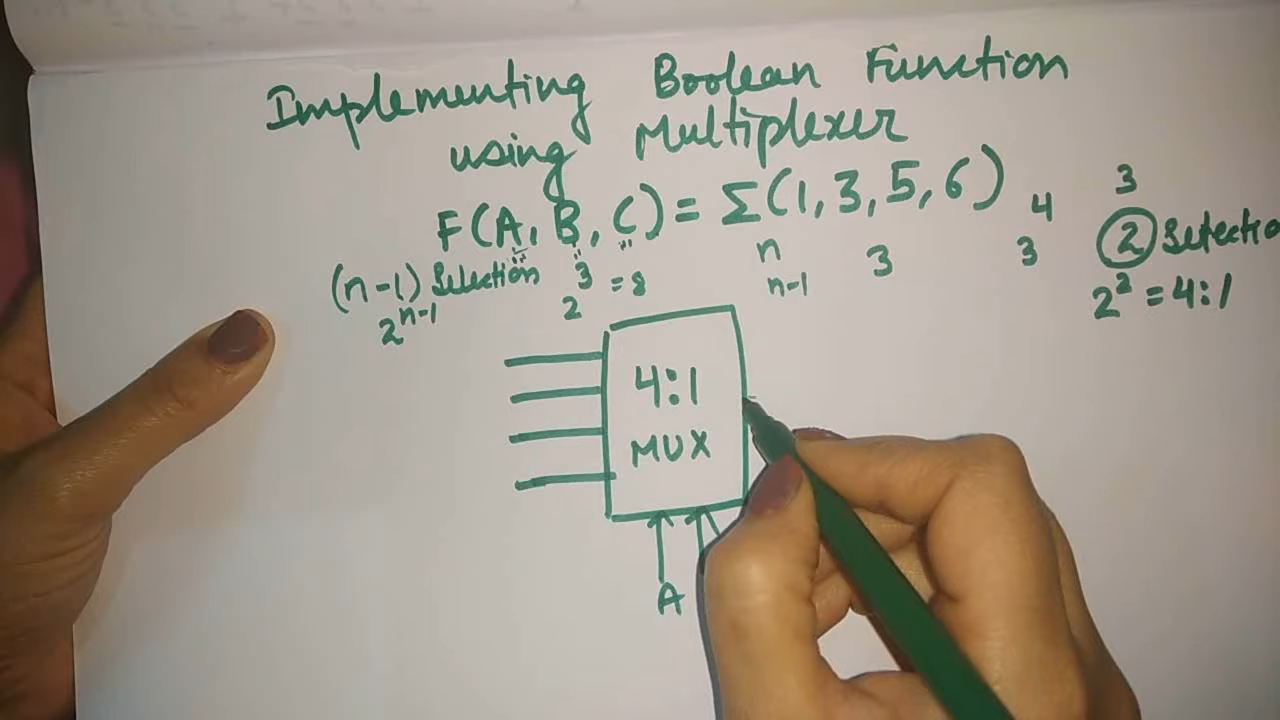 Implementing Boolean Function
using Multiplexer
F(A, B, C) = Σ(1, 3, 5, 6)
(n-1) Selection
2^(n-1)
2^3 = 8
n
n-1
3
4
3
3
2 Selectio
2^2 = 4:1
4:1
MUX
A